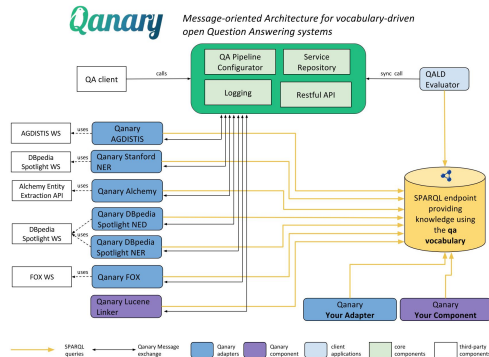 Qanary
Message-oriented Architecture for vocabulary-driven
open Question Answering systems
QA client
calls
QA Pipeline
Configurator
Service
Repository
Logging
Restful API
sync call
QALD
Evaluator
AGDISTIS WS
uses
Qanary
AGDISTIS
DBpedia
Spotlight WS
uses
Qanary Stanford
NER
Alchemy Entity
Extraction API
uses
Qanary Alchemy
DBpedia
Spotlight WS
uses
Qanary DBpedia
Spotlight NED
Qanary DBpedia
Spotlight NER
FOX WS
uses
Qanary FOX
Qanary Lucene
Linker
SPARQL endpoint
providing
knowledge using
the qa
vocabulary
Qanary
Your Adapter
Qanary
Your Component
SPARQL
queries
Qanary Message
exchange
Qanary
adapters
Qanary
component
client
applications
core
components
third-party
components